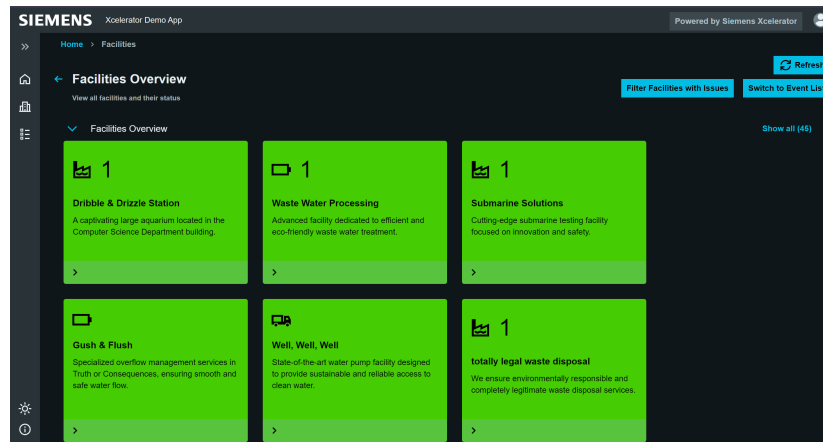 SIEMENS Xcelerator Demo App Powered by Siemens Xcelerator
Home > Facilities
Refresh
← Facilities Overview
Filter Facilities with Issues
View all facilities and their status
Facilities Overview
Show all (45)
1
Dribble & Drizzle Station
A captivating large aquarium located in the
Computer Science Department building.
1
Waste Water Processing
Advanced facility dedicated to efficient and
eco-friendly waste water treatment.
1
Submarine Solutions
Cutting-edge submarine testing facility
focused on innovation and safety.
Gush & Flush
Specialized overflow management services in
Truth or Consequences, ensuring smooth and
safe water flow.
Well, Well, Well
State-of-the-art water pump facility designed
to provide sustainable and reliable access to
clean water.
1
totally legal waste disposal
We ensure environmentally responsible and
completely legitimate waste disposal services.
Switch to Event Lis